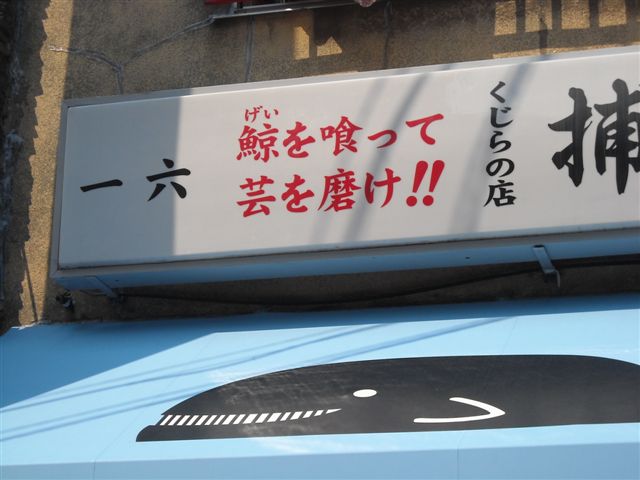 一六
げい
鯨を喰って
芸を磨け!!
くじらの店
捕